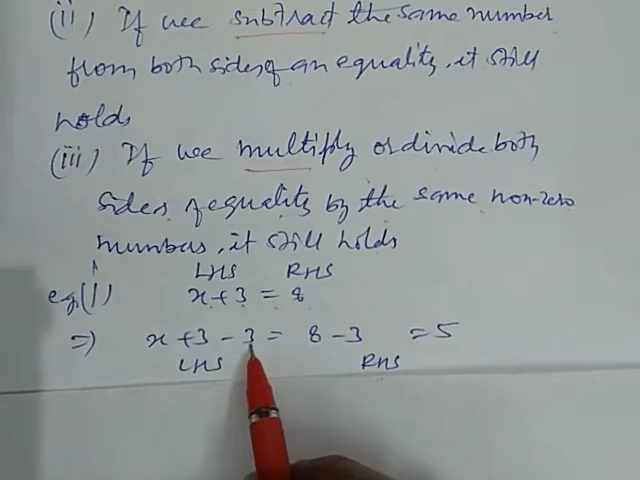 (ii) If we subtract the same number
from both sides of an equality, it still
holds
(iii) If we multiply or divide both
sides of equality by the same non-zero
number, it still holds
LHS RHS
eg(1) x+3 = 8
=) x+3-3 = 8-3 =5
LHS RHS